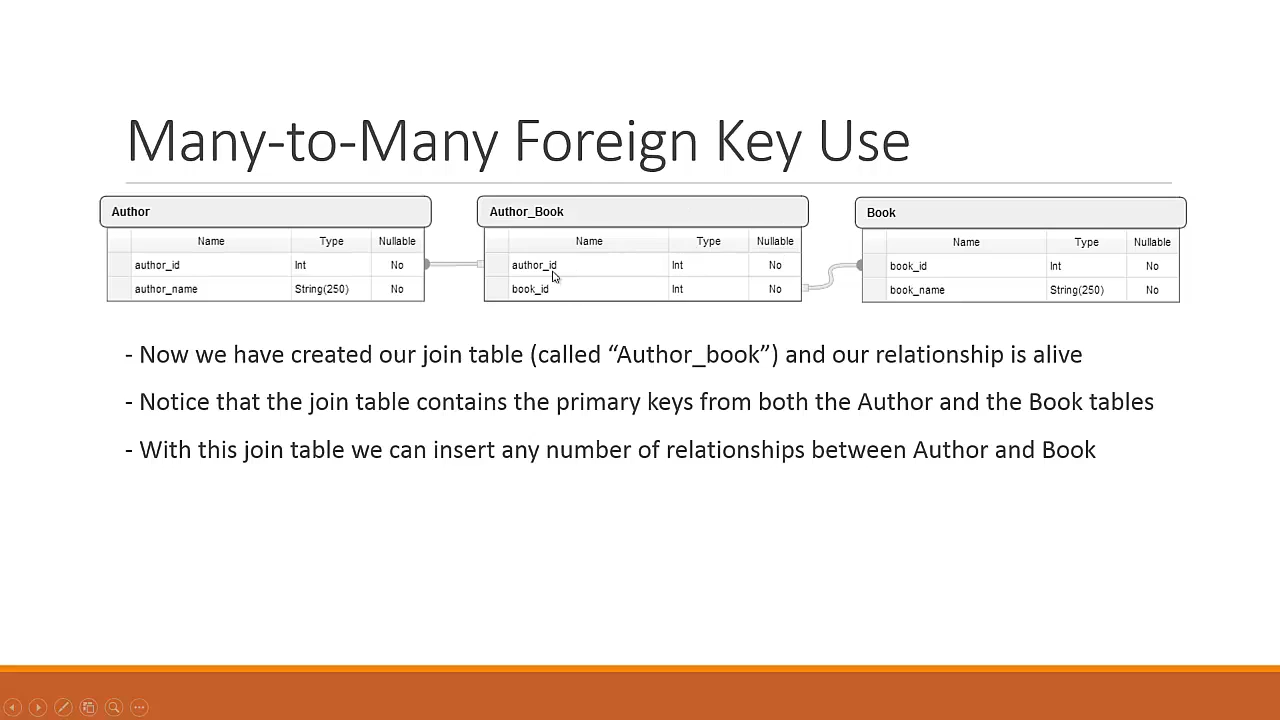 Many-to-Many Foreign Key Use
Author
Name Type Nullable
author_id Int No
author_name String(250) No
Author_Book
Name Type Nullable
author_id Int No
book_id Int No
Book
Name Type Nullable
book_id Int No
book_name String(250) No
- Now we have created our join table (called “Author_book”) and our relationship is alive
- Notice that the join table contains the primary keys from both the Author and the Book tables
- With this join table we can insert any number of relationships between Author and Book